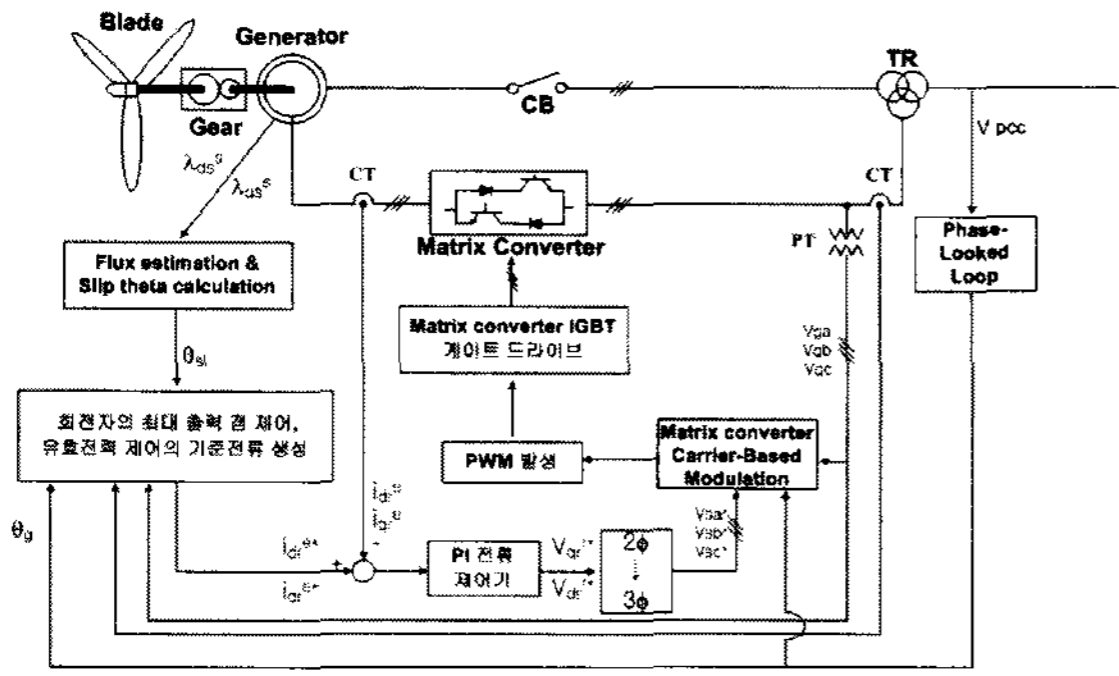 Blade
Generator
TR
CB
Gear
V pcc
CT
CT
Matrix Converter
PT
Phase-
Looked
Loop
Flux estimation &
Slip theta calculation
Matrix converter IGBT
게이트 드라이브
Vga
Vgb
Vgc
θsl
회전자의 최대 출력 점 제어,
유효전력 제어의 기준전류 생성
PWM 발생
Matrix converter
Carrier-Based
Modulation
θg
PI 전류
제어기
2ϕ
3ϕ